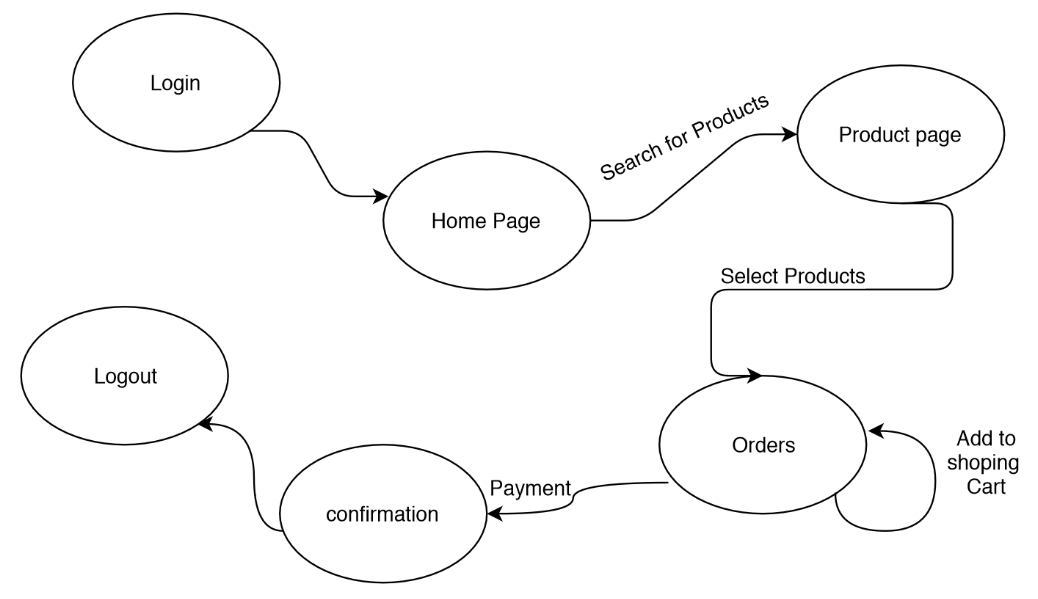 Login
Home Page
Search for Products
Product page
Select Products
Orders
Add to
shoping
Cart
Payment
confirmation
Logout